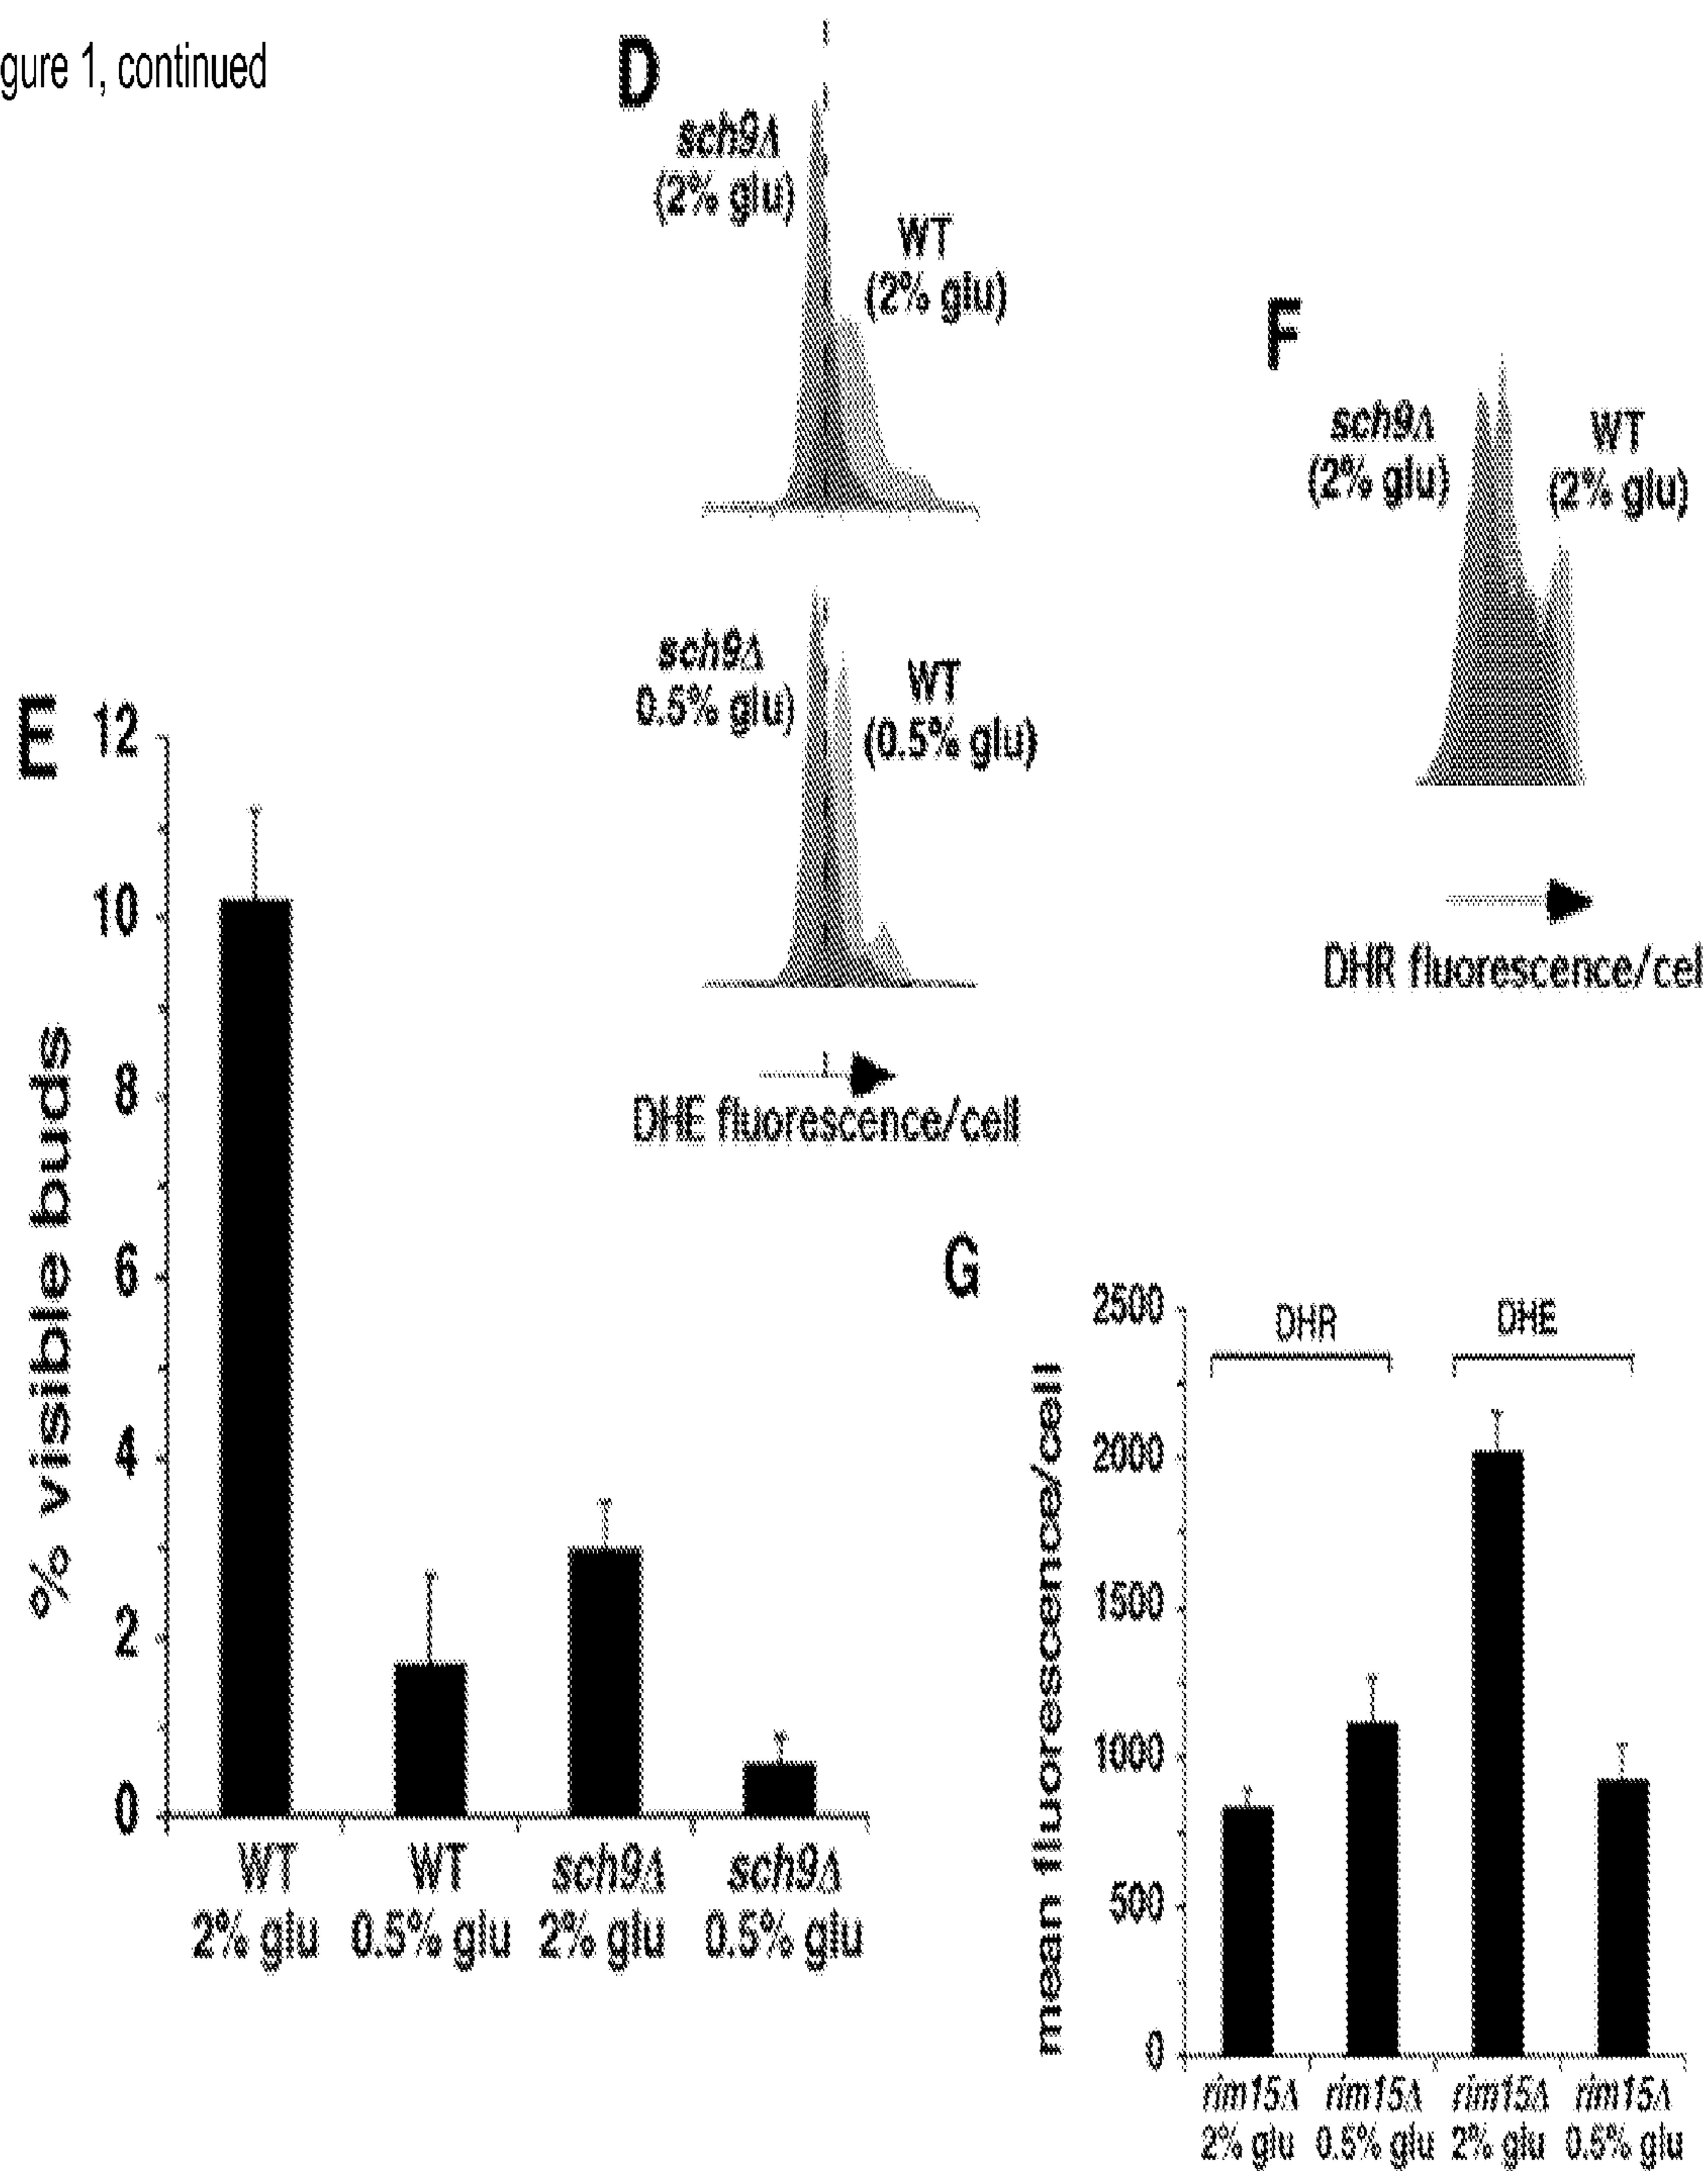 gure 1, continued
D
sch9Δ
(2% glu)
WT
(2% glu)
sch9Δ
0.5% glu)
WT
(0.5% glu)
DHE fluorescence/cell
F
sch9Δ
(2% glu)
WT
(2% glu)
DHR fluorescence/cel
E
% visible buds
12
10
8
6
4
2
0
WT
2% glu
WT
0.5% glu
sch9Δ
2% glu
sch9Δ
0.5% glu
G
mean fluorescence/cell
2500
2000
1500
1000
500
0
DHR
DHE
rim15Δ
2% glu
rim15Δ
0.5% glu
rim15Δ
2% glu
rim15Δ
0.5% glu